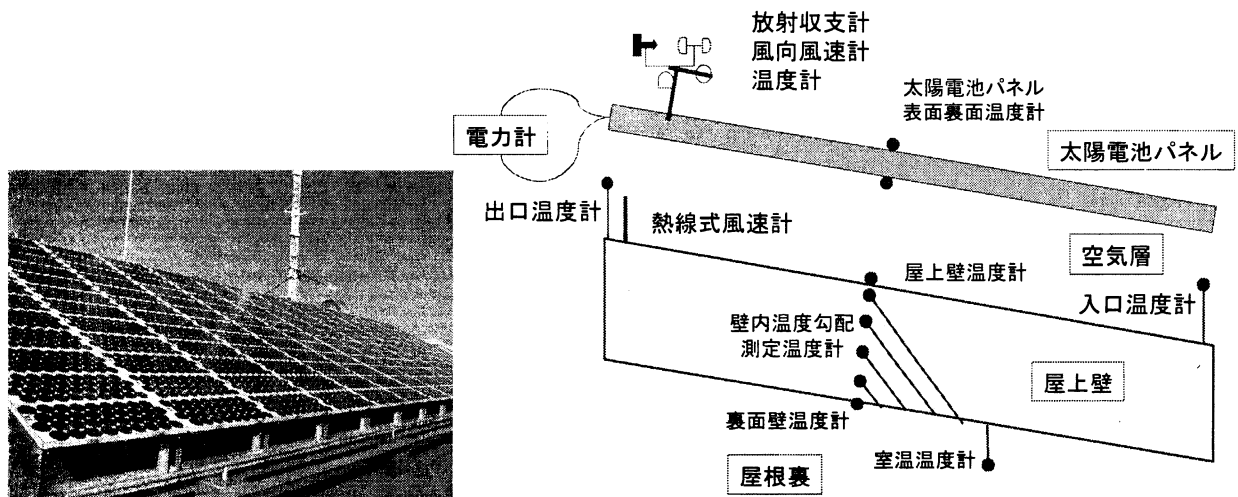 放射収支計
風向風速計
温度計
太陽電池パネル
表面裏面温度計
電力計
太陽電池パネル
出口温度計
熱線式風速計
空気層
屋上壁温度計
入口温度計
壁内温度勾配
測定温度計
屋上壁
裏面壁温度計
室温温度計
屋根裏